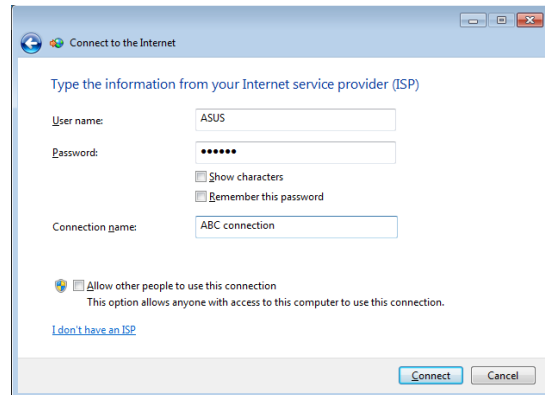 Connect to the Internet
Type the information from your Internet service provider (ISP)
User name: ASUS
Password: ••••••
Show characters
Remember this password
Connection name: ABC connection
Allow other people to use this connection
This option allows anyone with access to this computer to use this connection.
I don't have an ISP
Connect Cancel